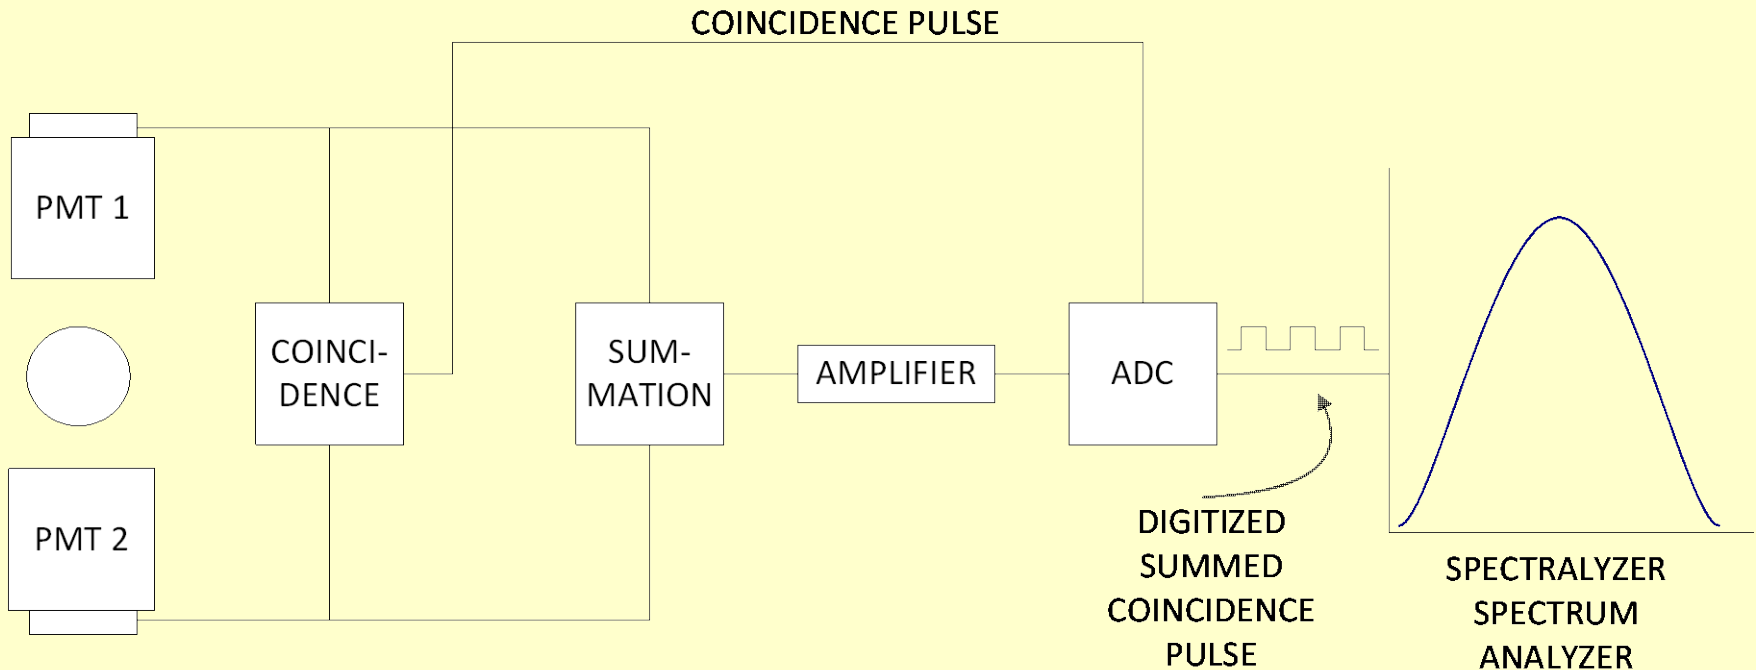 COINCIDENCE PULSE
PMT 1
COINCI-
DENCE
SUM-
MATION
AMPLIFIER
ADC
PMT 2
DIGITIZED
SUMMED
COINCIDENCE
PULSE
SPECTRALYZER
SPECTRUM
ANALYZER